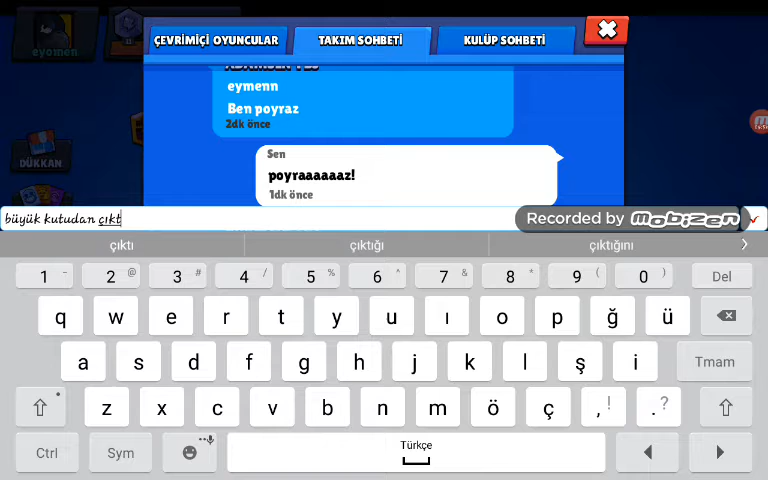 eyomen
ÇEVRİMİÇİ OYUNCULAR
TAKIM SOHBETİ
KULÜP SOHBETİ
eymenn
Ben poyraz
2dk önce
DÜKKAN
Sen
poyraaaaaaz!
1dk önce
büyük kutudan çıkt
Recorded by mobizen
çıktı
çıktığı
çıktığını
1 - 2 @ 3 # 4 / 5 % 6 ^ 7 & 8 * 9 ( 0 ) Del
q w e r t y u ı o p ğ ü
a s d f g h j k l ş i Tmam
z x c v b n m ö ç , ! . ?
Ctrl Sym Türkçe